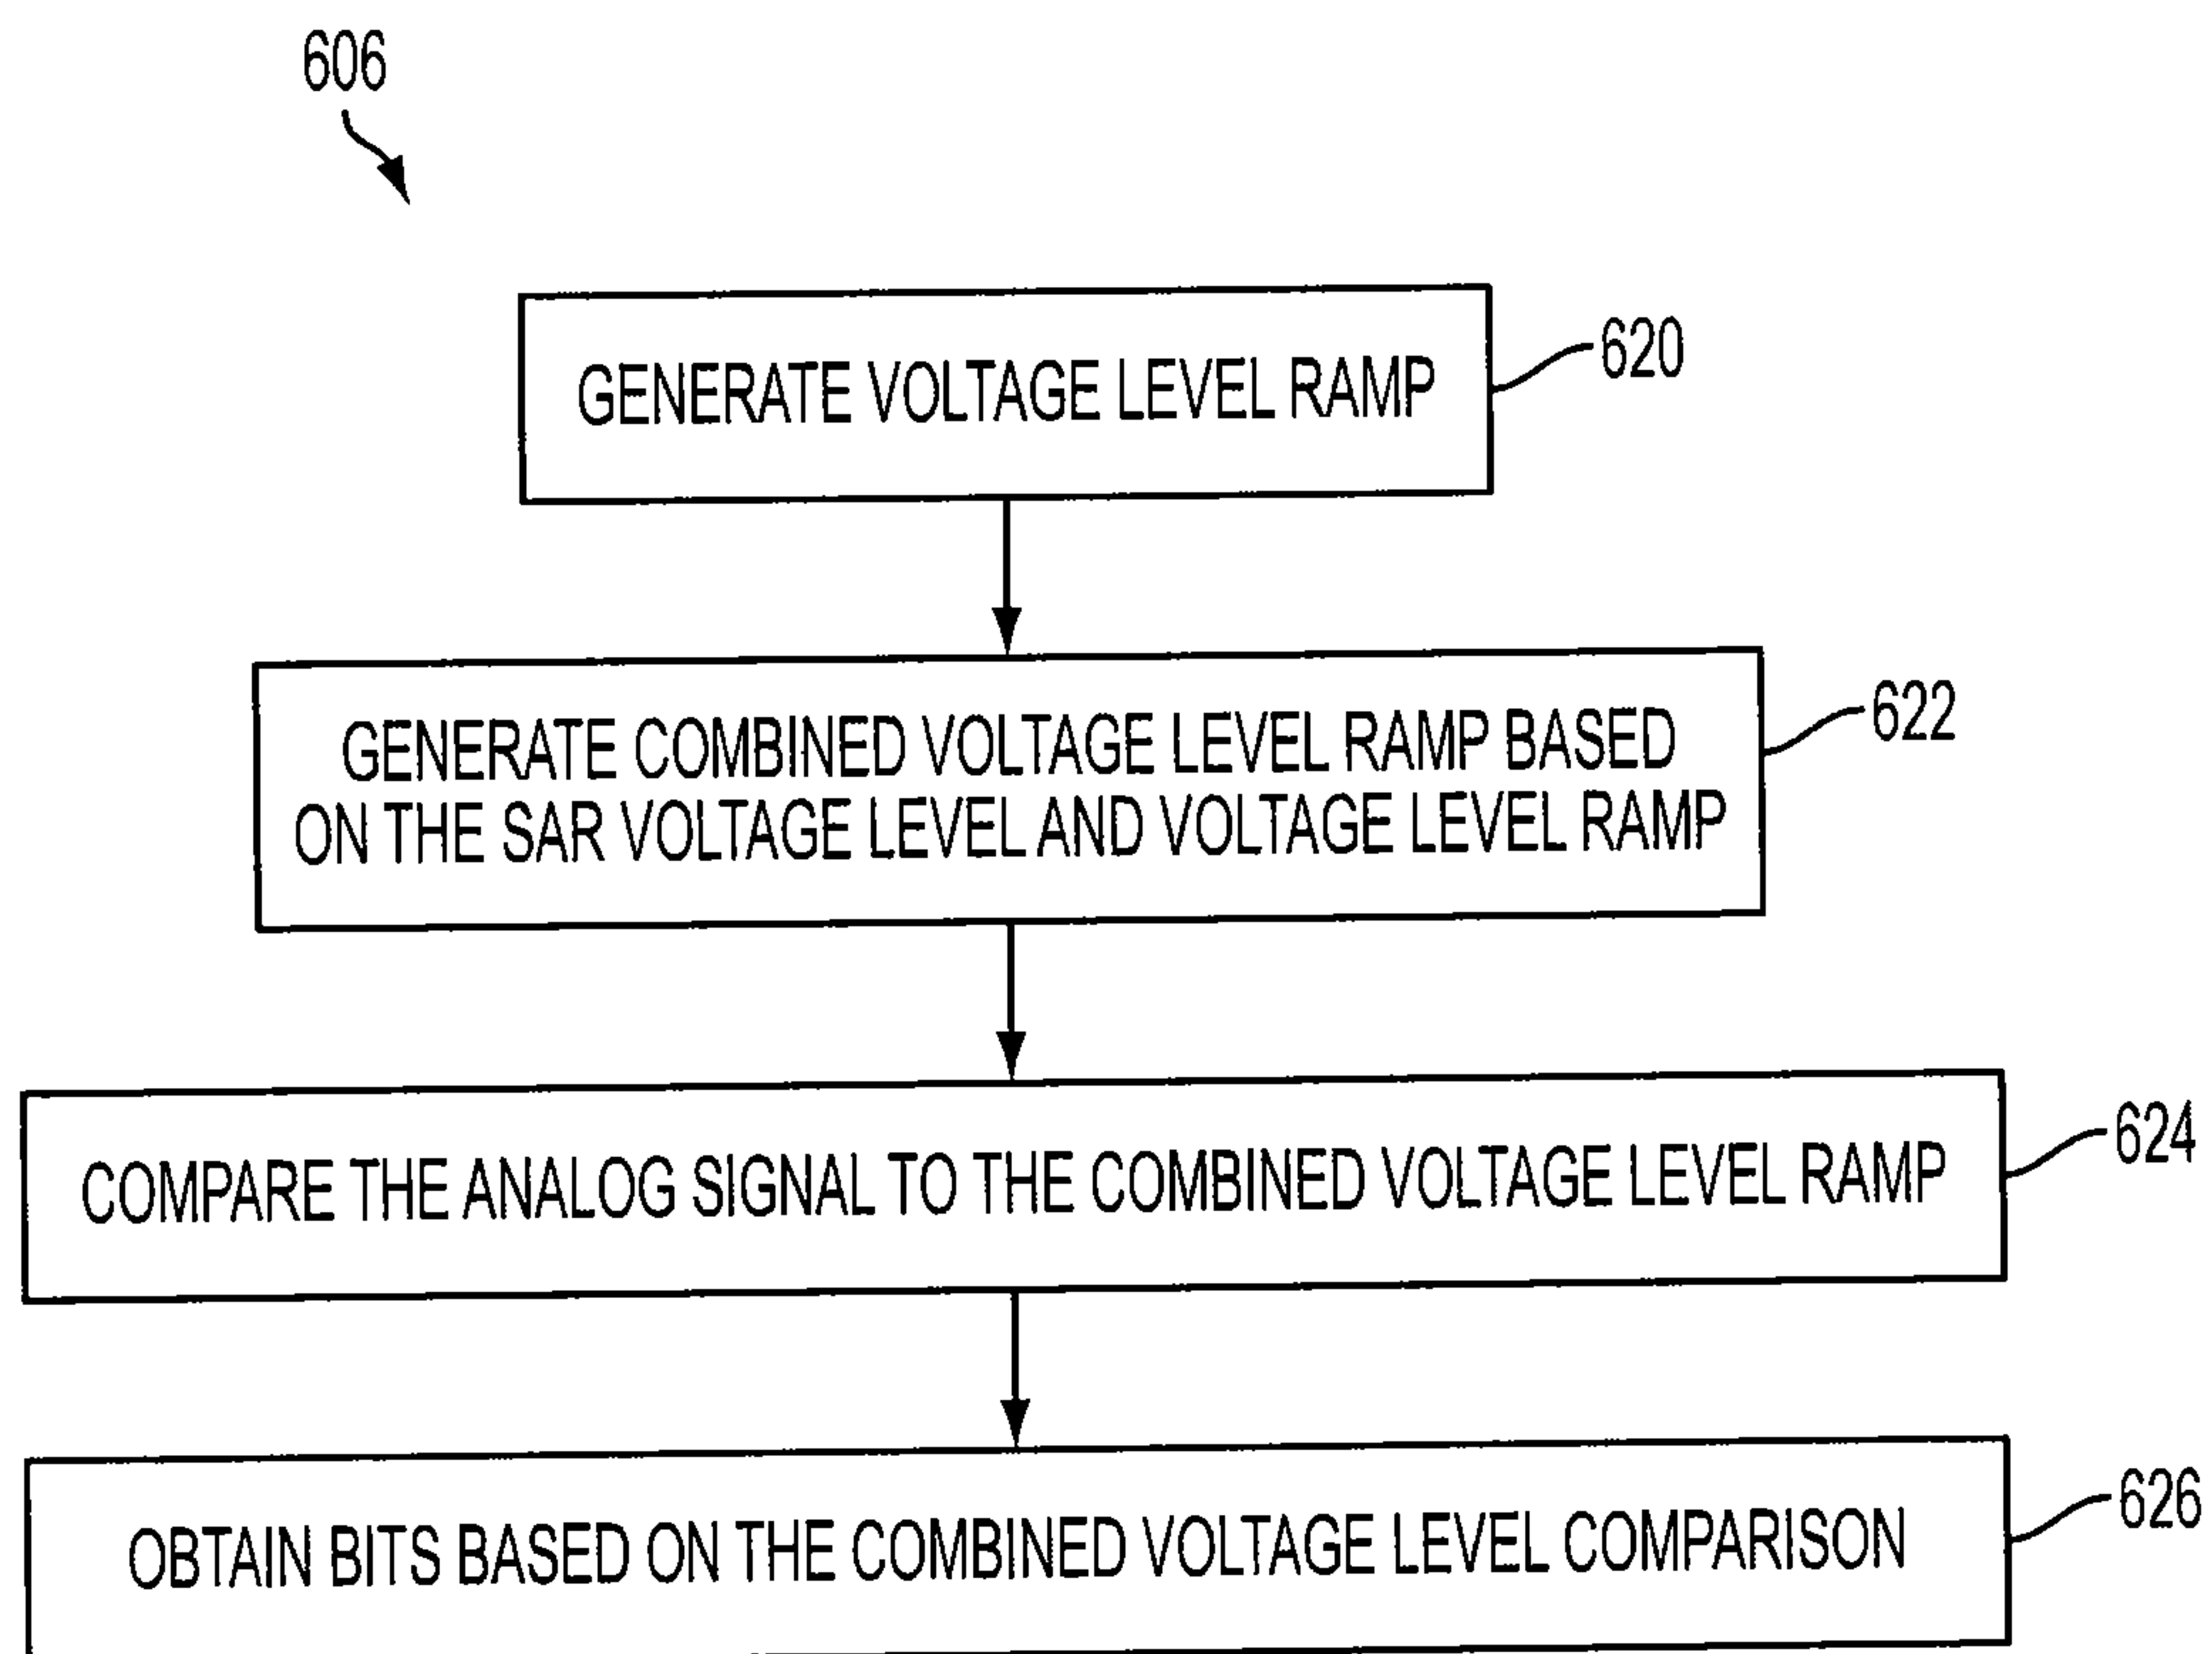 606
GENERATE VOLTAGE LEVEL RAMP
620
GENERATE COMBINED VOLTAGE LEVEL RAMP BASED
ON THE SAR VOLTAGE LEVEL AND VOLTAGE LEVEL RAMP
622
COMPARE THE ANALOG SIGNAL TO THE COMBINED VOLTAGE LEVEL RAMP
624
OBTAIN BITS BASED ON THE COMBINED VOLTAGE LEVEL COMPARISON
626